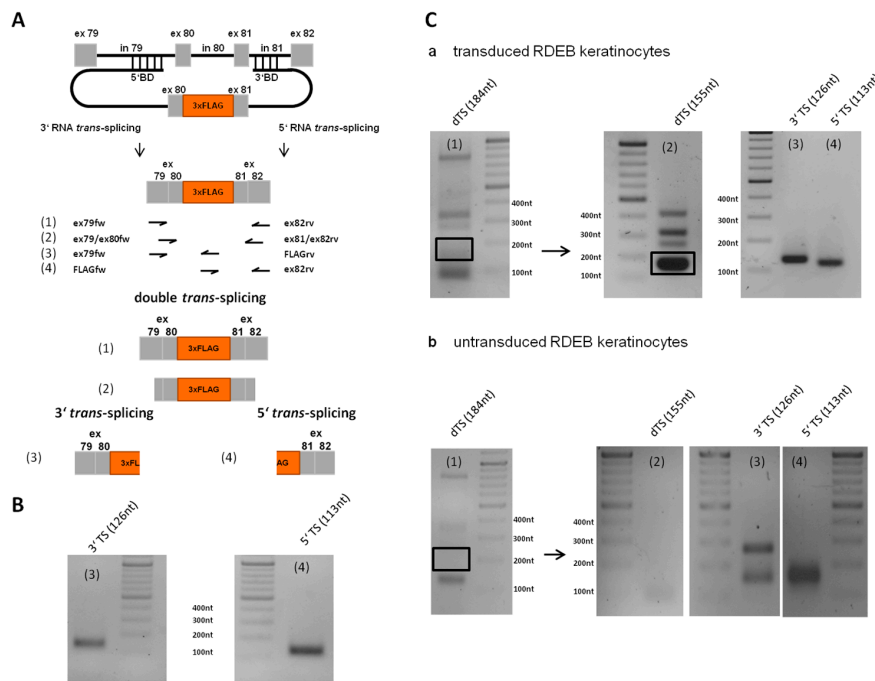 A
ex 79 in 79 ex 80 in 80 ex 81 in 81 ex 82
5'BD 3'BD
ex 80 ex 81
3xFLAG
3' RNA trans-splicing 5' RNA trans-splicing
ex ex
79 80 81 82
3xFLAG
(1) ex79fw ex82rv
(2) ex79/ex80fw ex81/ex82rv
(3) ex79fw FLAGrv
(4) FLAGfw ex82rv
double trans-splicing
ex ex
79 80 81 82
(1) 3xFLAG
(2) 3xFLAG
3' trans-splicing 5' trans-splicing
ex ex
79 80 81 82
(3) 3xFL (4) AG
B
3' TS (126nt) 5' TS (113nt)
(3) (4)
400nt
300nt
200nt
100nt
C
a transduced RDEB keratinocytes
dTS (184nt) dTS (155nt) 3' TS (126nt) 5' TS (113nt)
(1) (2) (3) (4)
400nt 400nt 400nt
300nt 300nt 300nt
200nt 200nt 200nt
100nt 100nt 100nt
b untransduced RDEB keratinocytes
dTS (184nt) dTS (155nt) 3' TS (126nt) 5' TS (113nt)
(1) (2) (3) (4)
400nt 400nt
300nt 300nt
200nt 200nt
100nt 100nt